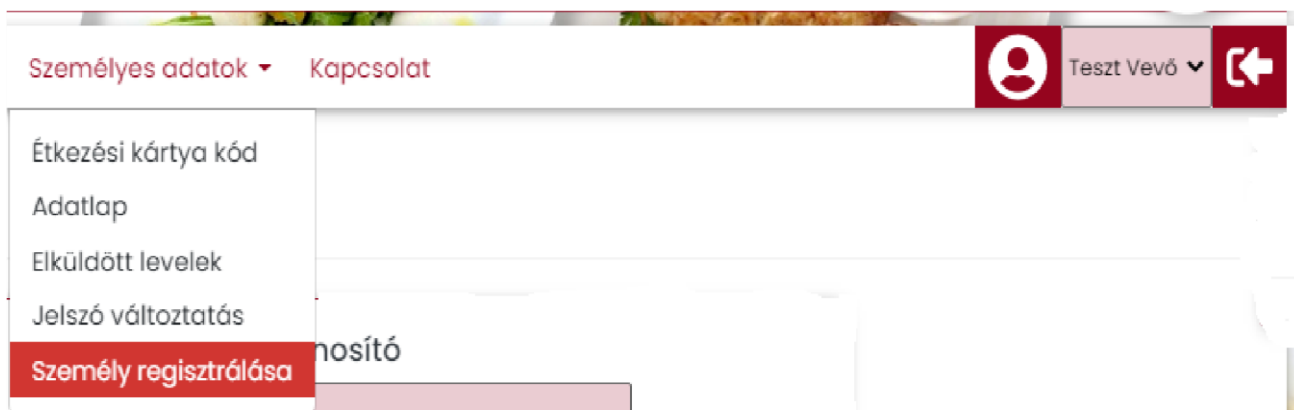 Személyes adatok Kapcsolat Teszt Vevő
Étkezési kártya kód
Adatlap
Elküldött levelek
Jelszó változtatás
nosító
Személy regisztrálása